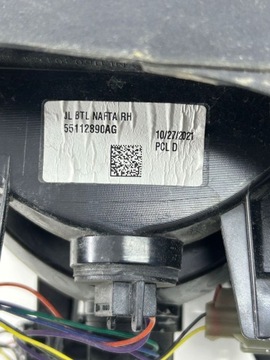 JL BTL NAFTA RH
55112890AG
10/27/2021
PCL D